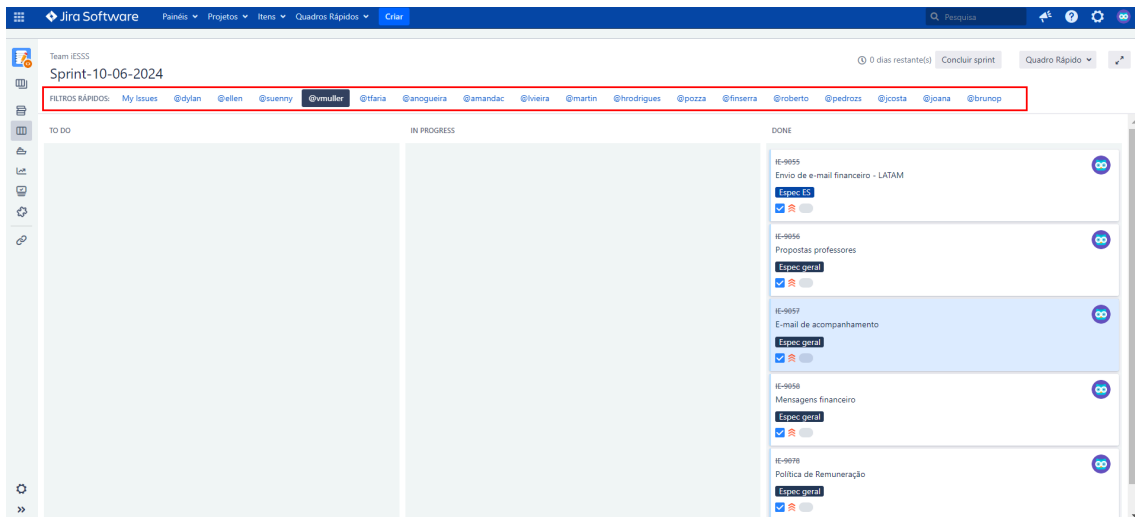 Jira Software Painéis Projetos Itens Quadros Rápidos Criar Pesquisa
Team iESSS
Sprint-10-06-2024
0 dias restante(s) Concluir sprint Quadro Rápido
FILTROS RÁPIDOS: My Issues @dylan @ellen @suenny @vmuller @tfaria @anogueira @amandac @lvieira @martin @hrodrigues @pozza @finserra @roberto @pedrozs @jcosta @joana @brunop
TO DO IN PROGRESS DONE
IE-9055
Envio de e-mail financeiro - LATAM
Espec ES
IE-9056
Propostas professores
Espec geral
IE-9057
E-mail de acompanhamento
Espec geral
IE-9058
Mensagens financeiro
Espec geral
IE-9078
Política de Remuneração
Espec geral